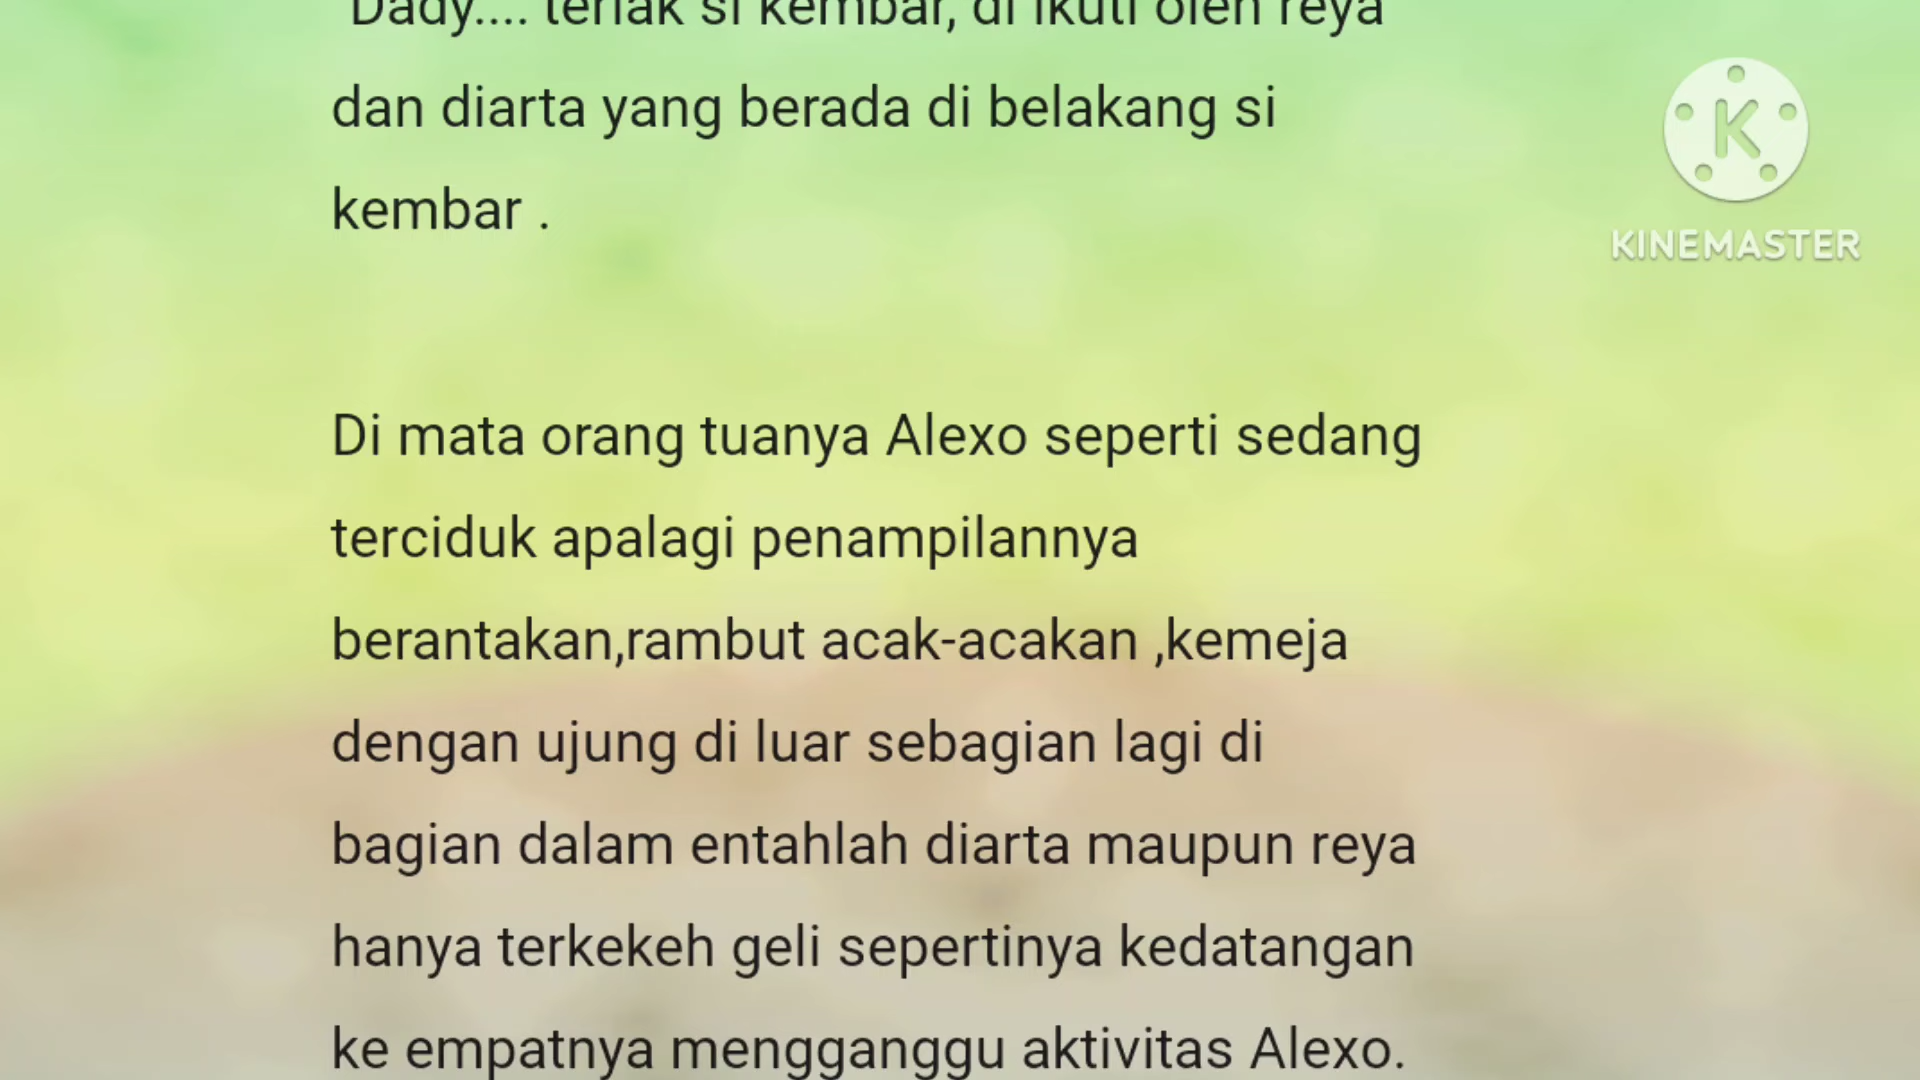 Dady.... teriak si kembar, di ikuti oleh reya
dan diarta yang berada di belakang si
kembar .
Di mata orang tuanya Alexo seperti sedang
terciduk apalagi penampilannya
berantakan,rambut acak-acakan ,kemeja
dengan ujung di luar sebagian lagi di
bagian dalam entahlah diarta maupun reya
hanya terkekeh geli sepertinya kedatangan
ke empatnya mengganggu aktivitas Alexo.
K
KINEMASTER